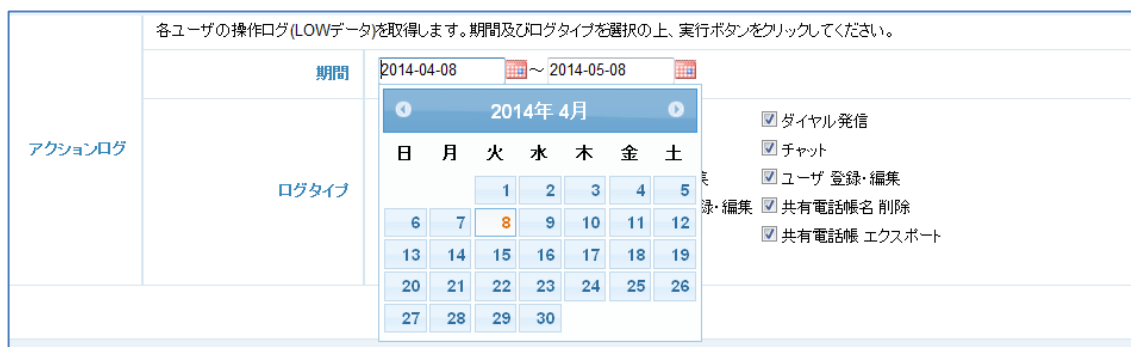 各ユーザの操作ログ(LOWデータ)を取得します。期間及びログタイプを選択の上、実行ボタンをクリックしてください。
期間
2014-04-08 ～ 2014-05-08
2014年 4月
日 月 火 水 木 金 土
1 2 3 4 5
6 7 8 9 10 11 12
13 14 15 16 17 18 19
20 21 22 23 24 25 26
27 28 29 30
アクションログ
ログタイプ
ダイヤル発信
チャット
ユーザ 登録・編集
録・編集 共有電話帳名 削除
共有電話帳 エクスポート